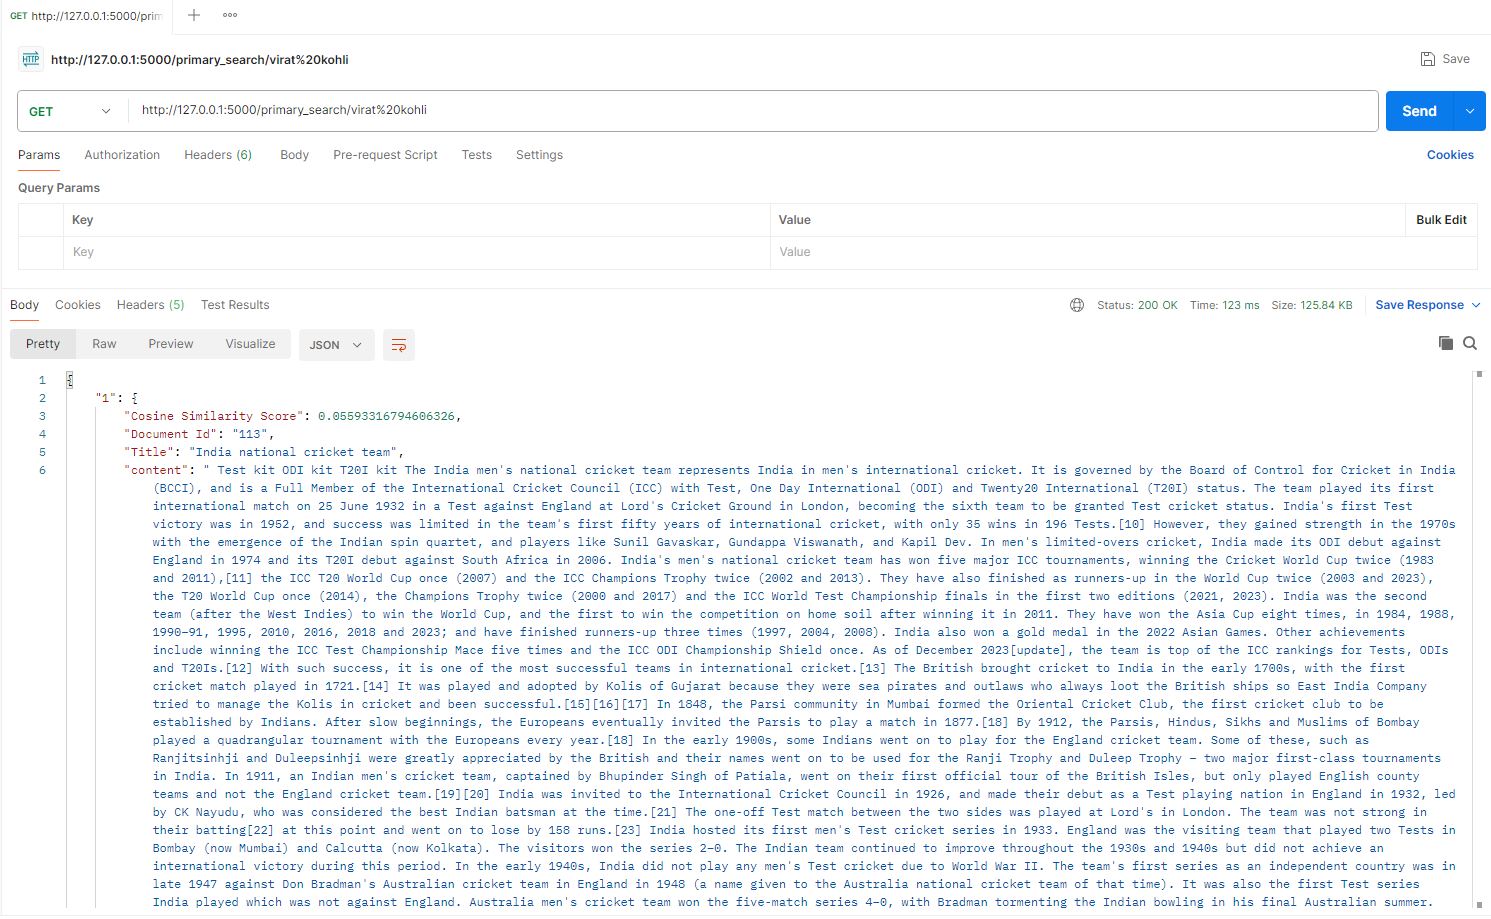 GET http://127.0.0.1:5000/prim
http://127.0.0.1:5000/primary_search/virat%20kohli
Save
GET http://127.0.0.1:5000/primary_search/virat%20kohli
Send
Params Authorization Headers (6) Body Pre-request Script Tests Settings
Cookies
Query Params
Key Value Bulk Edit
Key Value
Body Cookies Headers (5) Test Results
Status: 200 OK Time: 123 ms Size: 125.84 KB Save Response
Pretty Raw Preview Visualize JSON
1 {
2 "1": {
3 "Cosine Similarity Score": 0.05593316794606326,
4 "Document Id": "113",
5 "Title": "India national cricket team",
6 "content": " Test kit ODI kit T20I kit The India men's national cricket team represents India in men's international cricket. It is governed by the Board of Control for Cricket in India
(BCCI), and is a Full Member of the International Cricket Council (ICC) with Test, One Day International (ODI) and Twenty20 International (T20I) status. The team played its first
international match on 25 June 1932 in a Test against England at Lord's Cricket Ground in London, becoming the sixth team to be granted Test cricket status. India's first Test
victory was in 1952, and success was limited in the team's first fifty years of international cricket, with only 35 wins in 196 Tests.[10] However, they gained strength in the 1970s
with the emergence of the Indian spin quartet, and players like Sunil Gavaskar, Gundappa Viswanath, and Kapil Dev. In men's limited-overs cricket, India made its ODI debut against
England in 1974 and its T20I debut against South Africa in 2006. India's men's national cricket team has won five major ICC tournaments, winning the Cricket World Cup twice (1983
and 2011),[11] the ICC T20 World Cup once (2007) and the ICC Champions Trophy twice (2002 and 2013). They have also finished as runners-up in the World Cup twice (2003 and 2023),
the T20 World Cup once (2014), the Champions Trophy twice (2000 and 2017) and the ICC World Test Championship finals in the first two editions (2021, 2023). India was the second
team (after the West Indies) to win the World Cup, and the first to win the competition on home soil after winning it in 2011. They have won the Asia Cup eight times, in 1984, 1988,
1990–91, 1995, 2010, 2016, 2018 and 2023; and have finished runners-up three times (1997, 2004, 2008). India also won a gold medal in the 2022 Asian Games. Other achievements
include winning the ICC Test Championship Mace five times and the ICC ODI Championship Shield once. As of December 2023[update], the team is top of the ICC rankings for Tests, ODIs
and T20Is.[12] With such success, it is one of the most successful teams in international cricket.[13] The British brought cricket to India in the early 1700s, with the first
cricket match played in 1721.[14] It was played and adopted by Kolis of Gujarat because they were sea pirates and outlaws who always loot the British ships so East India Company
tried to manage the Kolis in cricket and been successful.[15][16][17] In 1848, the Parsi community in Mumbai formed the Oriental Cricket Club, the first cricket club to be
established by Indians. After slow beginnings, the Europeans eventually invited the Parsis to play a match in 1877.[18] By 1912, the Parsis, Hindus, Sikhs and Muslims of Bombay
played a quadrangular tournament with the Europeans every year.[18] In the early 1900s, some Indians went on to play for the England cricket team. Some of these, such as
Ranjitsinhji and Duleepsinhji were greatly appreciated by the British and their names went on to be used for the Ranji Trophy and Duleep Trophy – two major first-class tournaments
in India. In 1911, an Indian men's cricket team, captained by Bhupinder Singh of Patiala, went on their first official tour of the British Isles, but only played English county
teams and not the England cricket team.[19][20] India was invited to the International Cricket Council in 1926, and made their debut as a Test playing nation in England in 1932, led
by CK Nayudu, who was considered the best Indian batsman at the time.[21] The one-off Test match between the two sides was played at Lord's in London. The team was not strong in
their batting[22] at this point and went on to lose by 158 runs.[23] India hosted its first men's Test cricket series in 1933. England was the visiting team that played two Tests in
Bombay (now Mumbai) and Calcutta (now Kolkata). The visitors won the series 2–0. The Indian team continued to improve throughout the 1930s and 1940s but did not achieve an
international victory during this period. In the early 1940s, India did not play any men's Test cricket due to World War II. The team's first series as an independent country was in
late 1947 against Don Bradman's Australian cricket team in England in 1948 (a name given to the Australia national cricket team of that time). It was also the first Test series
India played which was not against England. Australia men's cricket team won the five-match series 4–0, with Bradman tormenting the Indian bowling in his final Australian summer.